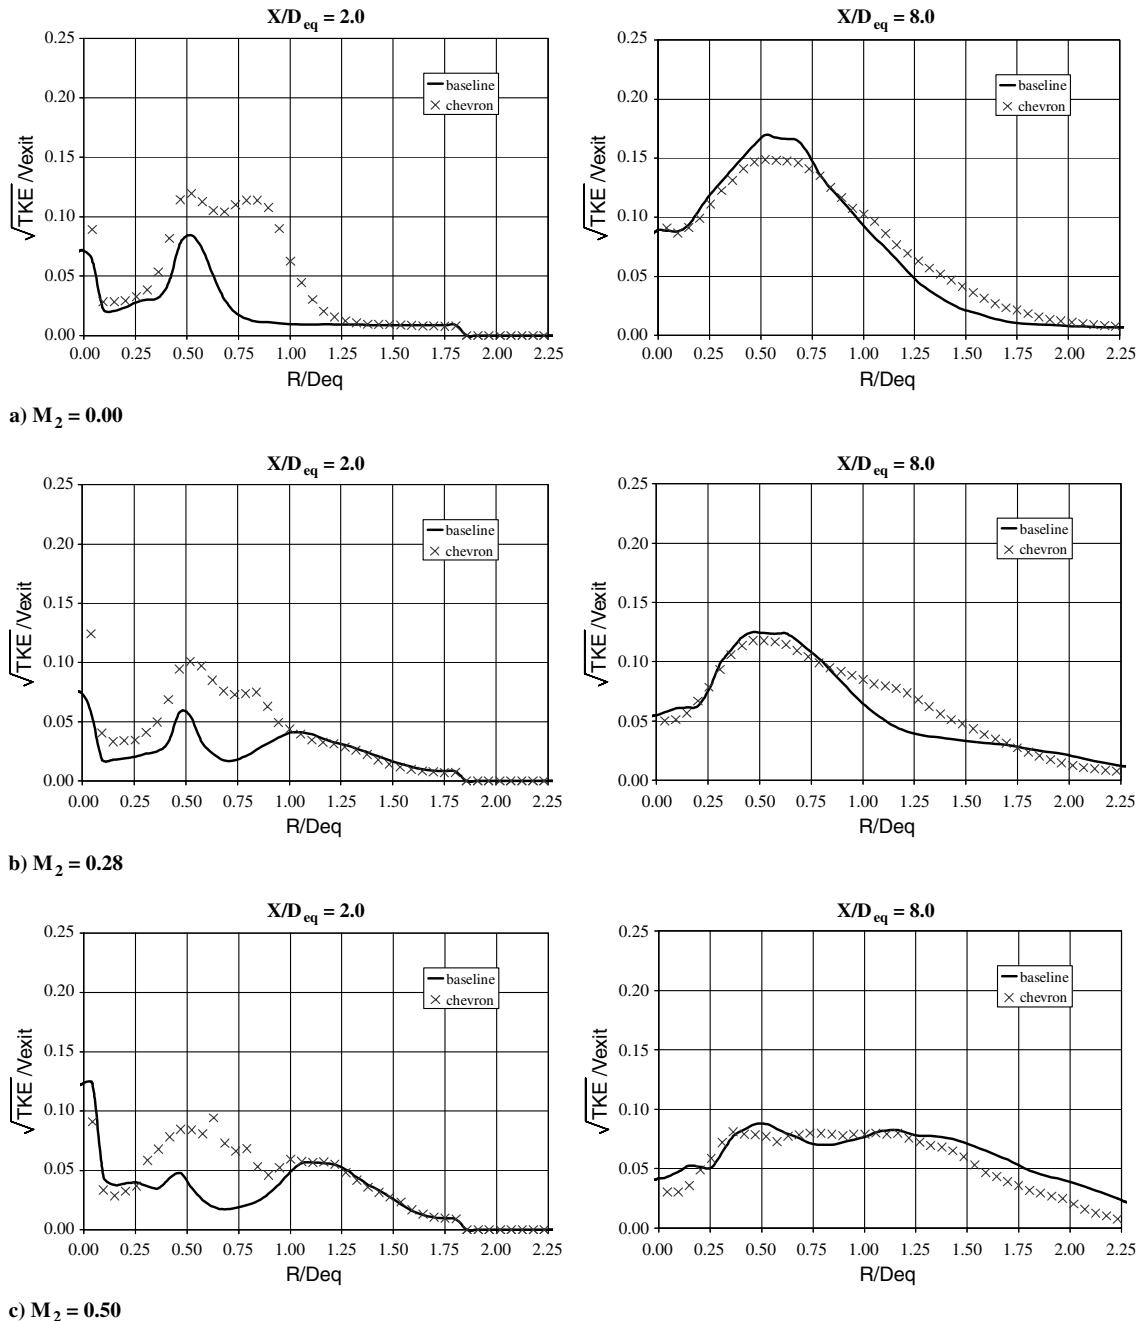 X/Deq = 2.0
0.25
0.20
0.15
0.10
0.05
0.00
√TKE /Vexit
baseline
chevron
0.00 0.25 0.50 0.75 1.00 1.25 1.50 1.75 2.00 2.25
R/Deq
X/Deq = 8.0
0.25
0.20
0.15
0.10
0.05
0.00
√TKE /Vexit
baseline
chevron
0.00 0.25 0.50 0.75 1.00 1.25 1.50 1.75 2.00 2.25
R/Deq
a) M2 = 0.00
X/Deq = 2.0
0.25
0.20
0.15
0.10
0.05
0.00
√TKE /Vexit
baseline
chevron
0.00 0.25 0.50 0.75 1.00 1.25 1.50 1.75 2.00 2.25
R/Deq
X/Deq = 8.0
0.25
0.20
0.15
0.10
0.05
0.00
√TKE /Vexit
baseline
chevron
0.00 0.25 0.50 0.75 1.00 1.25 1.50 1.75 2.00 2.25
R/Deq
b) M2 = 0.28
X/Deq = 2.0
0.25
0.20
0.15
0.10
0.05
0.00
√TKE /Vexit
baseline
chevron
0.00 0.25 0.50 0.75 1.00 1.25 1.50 1.75 2.00 2.25
R/Deq
X/Deq = 8.0
0.25
0.20
0.15
0.10
0.05
0.00
√TKE /Vexit
baseline
chevron
0.00 0.25 0.50 0.75 1.00 1.25 1.50 1.75 2.00 2.25
R/Deq
c) M2 = 0.50